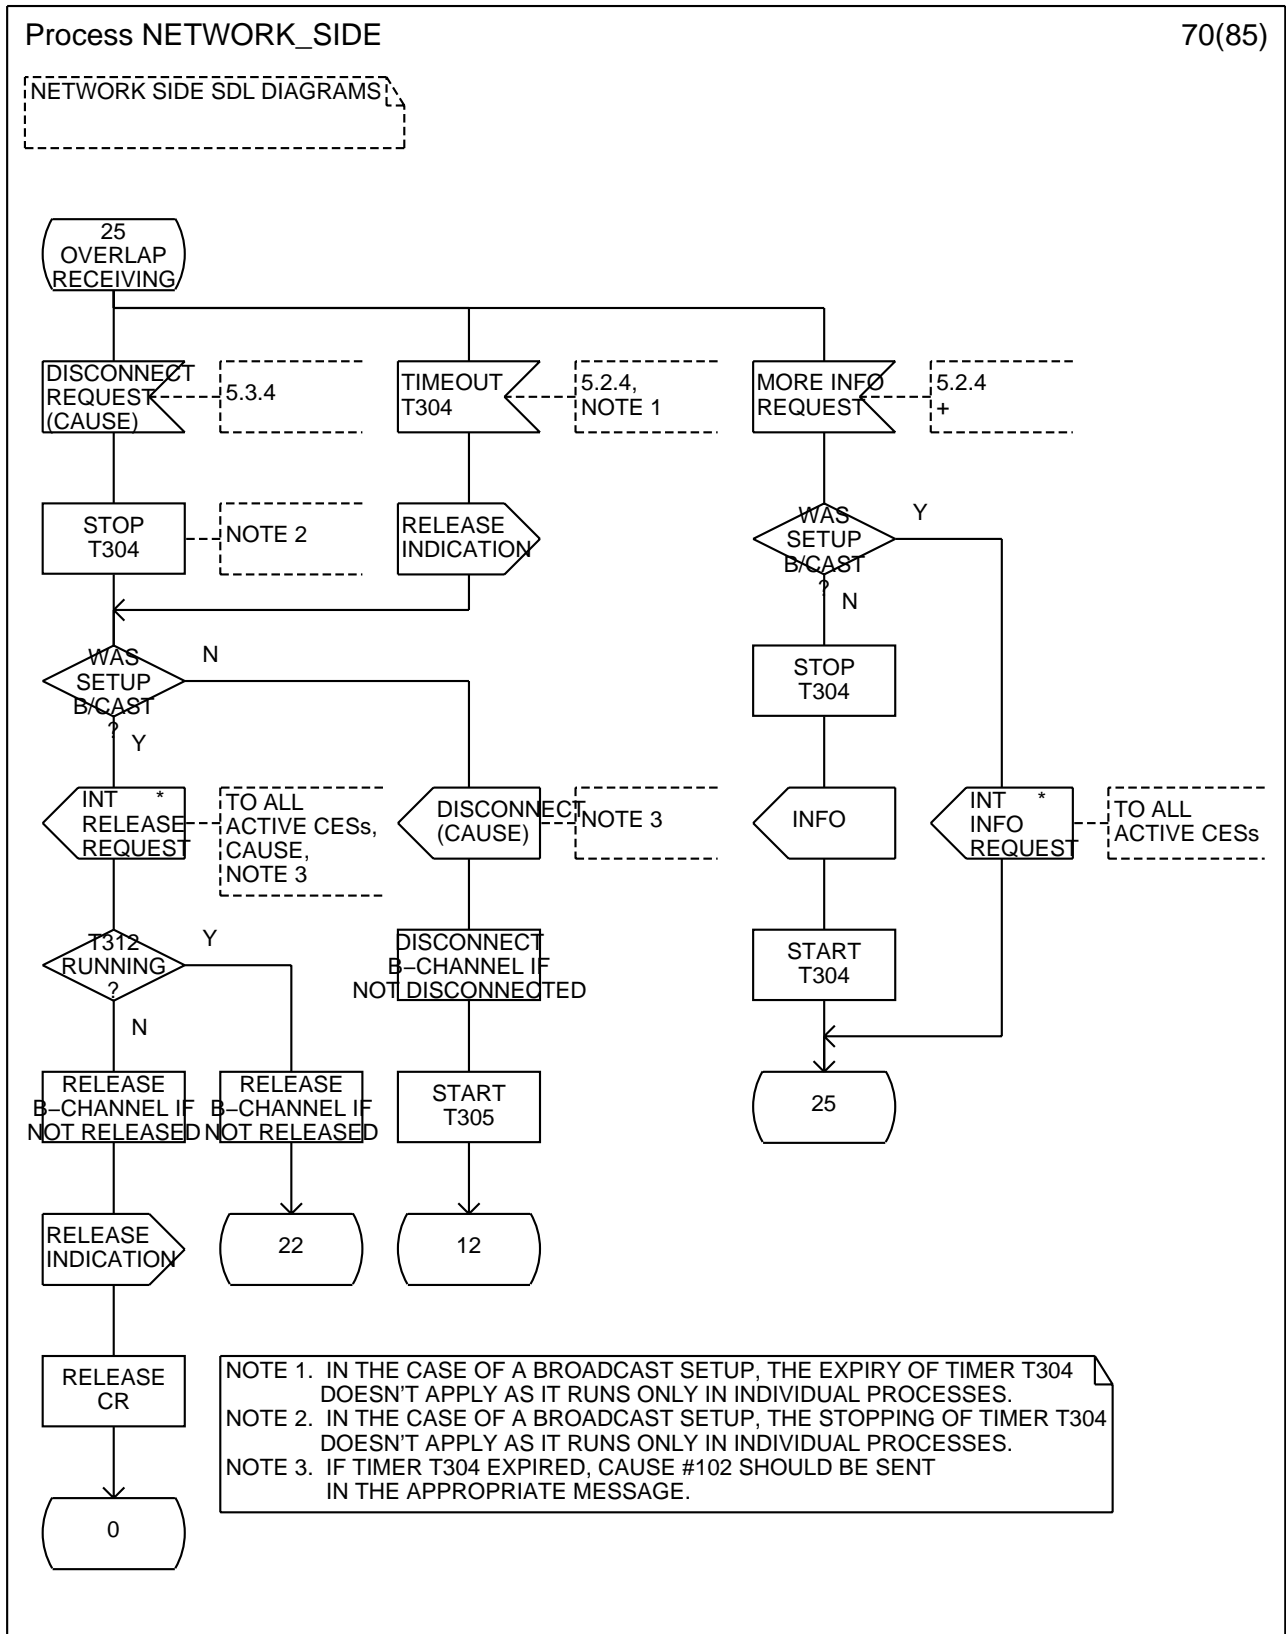 Process NETWORK_SIDE
70(85)
NETWORK SIDE SDL DIAGRAMS
25
OVERLAP
RECEIVING
DISCONNECT
REQUEST
(CAUSE)
5.3.4
TIMEOUT
T304
5.2.4,
NOTE 1
MORE INFO
REQUEST
5.2.4
+
STOP
T304
NOTE 2
RELEASE
INDICATION
WAS
SETUP
B/CAST
?
Y
N
WAS
SETUP
B/CAST
?
N
Y
STOP
T304
INT *
RELEASE
REQUEST
TO ALL
ACTIVE CESs,
CAUSE,
NOTE 3
DISCONNECT
(CAUSE)
NOTE 3
INFO
INT *
INFO
REQUEST
TO ALL
ACTIVE CESs
T312
RUNNING
?
Y
N
DISCONNECT
B–CHANNEL IF
NOT DISCONNECTED
START
T304
RELEASE
B–CHANNEL IF
NOT RELEASED
RELEASE
B–CHANNEL IF
NOT RELEASED
START
T305
25
RELEASE
INDICATION
22
12
RELEASE
CR
0
NOTE 1. IN THE CASE OF A BROADCAST SETUP, THE EXPIRY OF TIMER T304
DOESN'T APPLY AS IT RUNS ONLY IN INDIVIDUAL PROCESSES.
NOTE 2. IN THE CASE OF A BROADCAST SETUP, THE STOPPING OF TIMER T304
DOESN'T APPLY AS IT RUNS ONLY IN INDIVIDUAL PROCESSES.
NOTE 3. IF TIMER T304 EXPIRED, CAUSE #102 SHOULD BE SENT
IN THE APPROPRIATE MESSAGE.